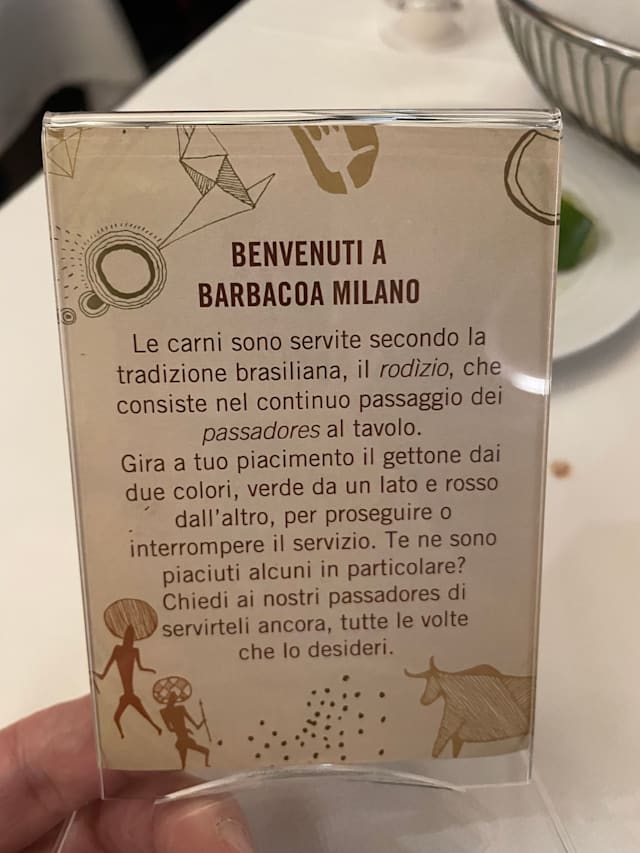 BENVENUTI A
BARBACOA MILANO
Le carni sono servite secondo la
tradizione brasiliana, il rodìzio, che
consiste nel continuo passaggio dei
passadores al tavolo.
Gira a tuo piacimento il gettone dai
due colori, verde da un lato e rosso
dall'altro, per proseguire o
interrompere il servizio. Te ne sono
piaciuti alcuni in particolare?
Chiedi ai nostri passadores di
servirteli ancora, tutte le volte
che lo desideri.